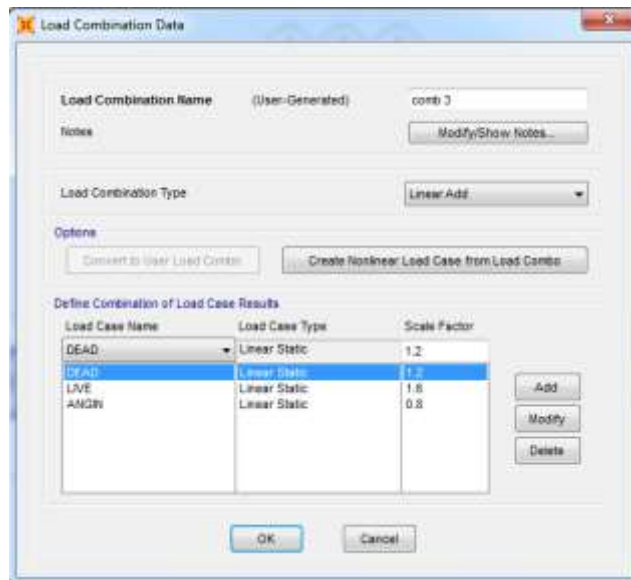 Load Combination Data
Load Combination Name (User-Generated) comb 3
Notes Modify/Show Notes...
Load Combination Type Linear Add
Options
Convert to User Load Combo Create Nonlinear Load Case from Load Combo
Define Combination of Load Case Results
Load Case Name Load Case Type Scale Factor
DEAD Linear Static 1.2
DEAD Linear Static 1.2
LIVE Linear Static 1.6
ANGIN Linear Static 0.8
Add
Modify
Delete
OK Cancel